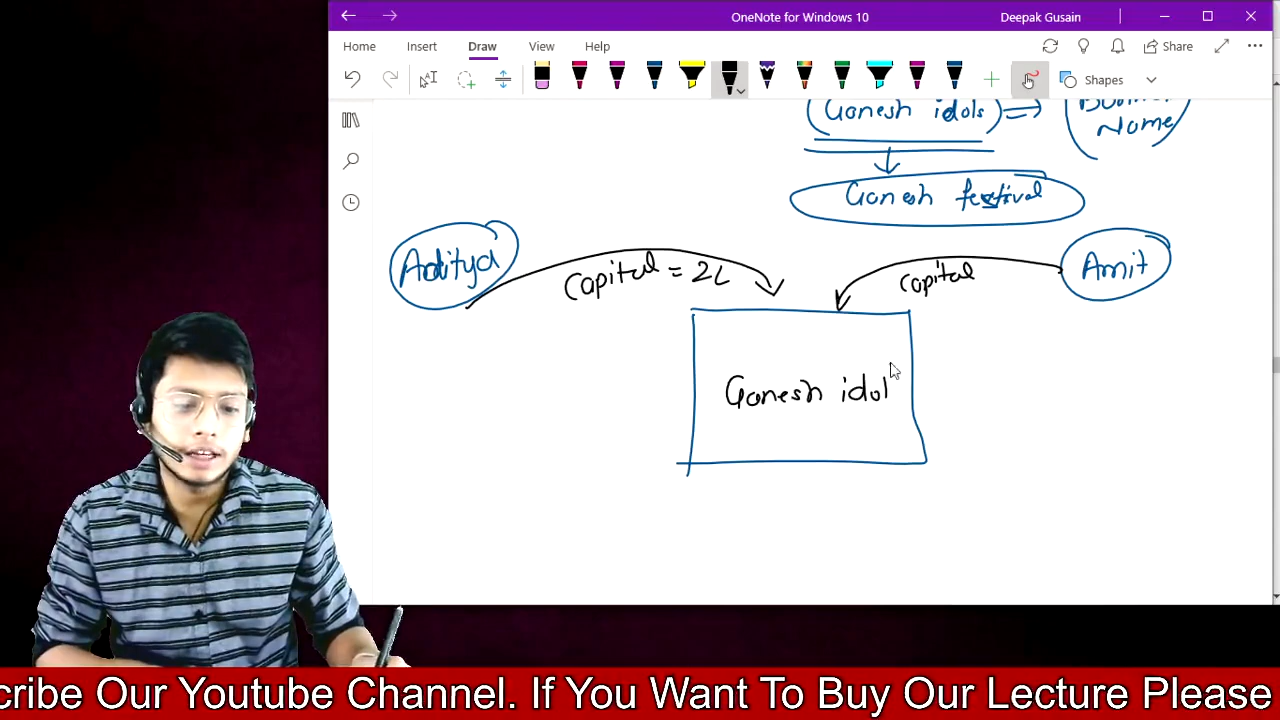 OneNote for Windows 10
Deepak Gusain
Home Insert Draw View Help Share
Shapes
(Ganesh idols) =>
Name
Ganesh festival
Aditya
Capital = 2L
Capital
Amit
Ganesh idol
cribe Our Youtube Channel. If You Want To Buy Our Lecture Please